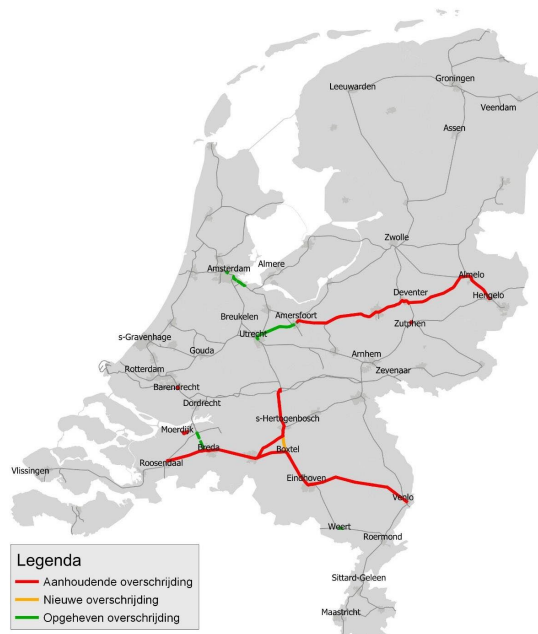 Groningen
Leeuwarden
Veendam
Assen
Zwolle
Amsterdam
Almere
Almelo
Deventer
Hengelo
Breukelen
Amersfoort
Zutphen
Utrecht
s-Gravenhage
Gouda
Arnhem
Zevenaar
Rotterdam
Barendrecht
Dordrecht
s-Hertogenbosch
Moerdijk
Breda
Boxtel
Roosendaal
Vlissingen
Eindhoven
Venlo
Weert
Roermond
Sittard-Geleen
Maastricht
Legenda
Aanhoudende overschrijding
Nieuwe overschrijding
Opgeheven overschrijding